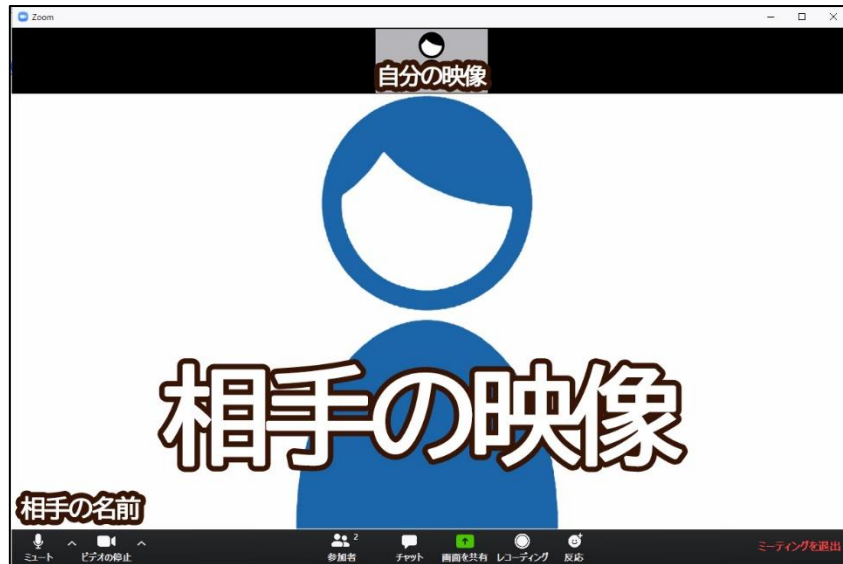 Zoom
自分の映像
相手の映像
相手の名前
ミュート
ビデオの停止
参加者 2
チャット
画面を共有
レコーディング
反応
ミーティングを退出